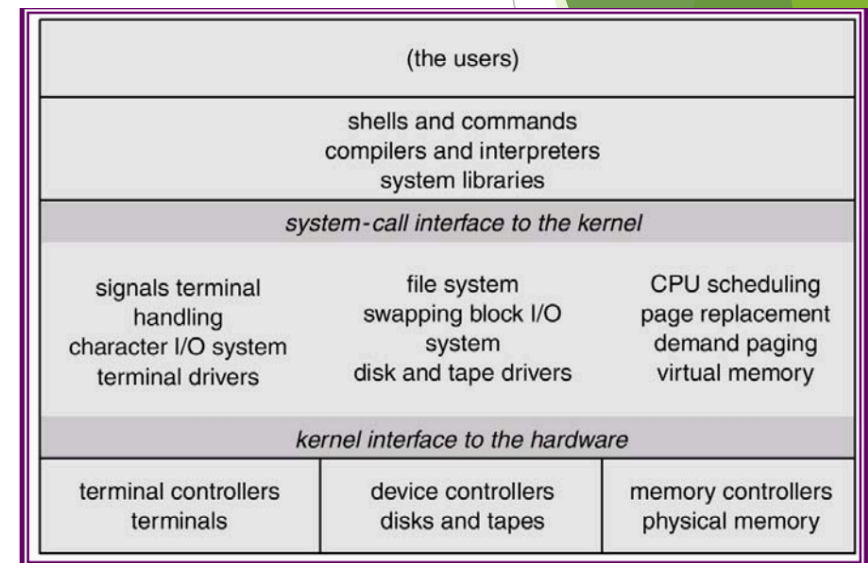 (the users)
shells and commands
compilers and interpreters
system libraries
system-call interface to the kernel
signals terminal
handling
character I/O system
terminal drivers
file system
swapping block I/O
system
disk and tape drivers
CPU scheduling
page replacement
demand paging
virtual memory
kernel interface to the hardware
terminal controllers
terminals
device controllers
disks and tapes
memory controllers
physical memory